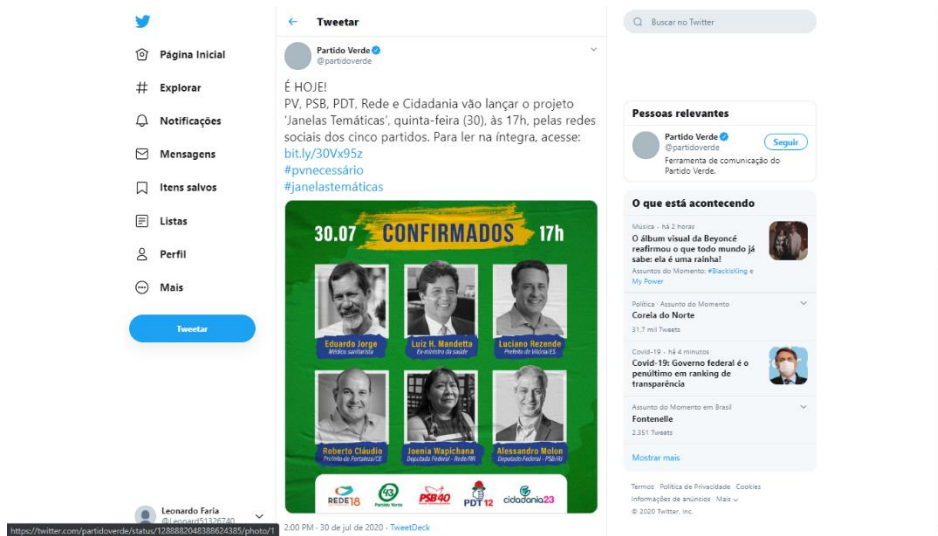 Tweetar
Buscar no Twitter
Página Inicial
Explorar
Notificações
Mensagens
Itens salvos
Listas
Perfil
Mais
Tweetar
Leonardo Faria
@Leonard51326740
https://twitter.com/partidoverde/status/1288882048388624385/photo/1
Partido Verde
@partidoverde
É HOJE!
PV, PSB, PDT, Rede e Cidadania vão lançar o projeto
'Janelas Temáticas', quinta-feira (30), às 17h, pelas redes
sociais dos cinco partidos. Para ler na íntegra, acesse:
bit.ly/30Vx95z
#pvnecessário
#janelastemáticas
30.07 CONFIRMADOS 17h
Eduardo Jorge
Médico sanitarista
Luiz H. Mandetta
Ex-ministro da saúde
Luciano Rezende
Prefeito de Vitória/ES
Roberto Cláudio
Prefeito de Fortaleza/CE
Joenia Wapichana
Deputada Federal - Rede/RR
Alessandro Molon
Deputado Federal - PSB/RJ
REDE18
43
Partido Verde
PSB40
PDT12
cidadania23
2:00 PM · 30 de jul de 2020 · TweetDeck
Pessoas relevantes
Partido Verde
@partidoverde
Seguir
Ferramenta de comunicação do
Partido Verde.
O que está acontecendo
Música · há 2 horas
O álbum visual da Beyoncé
reafirmou o que todo mundo já
sabe: ela é uma rainha!
Assuntos do Momento: #BlackIsKing e
My Power
Política · Assunto do Momento
Coreia do Norte
31,7 mil Tweets
Covid-19 · há 4 minutos
Covid-19: Governo federal é o
penúltimo em ranking de
transparência
Assunto do Momento em Brasil
Fontenelle
2.351 Tweets
Mostrar mais
Termos Política de Privacidade Cookies
Informações de anúncios Mais
© 2020 Twitter, Inc.